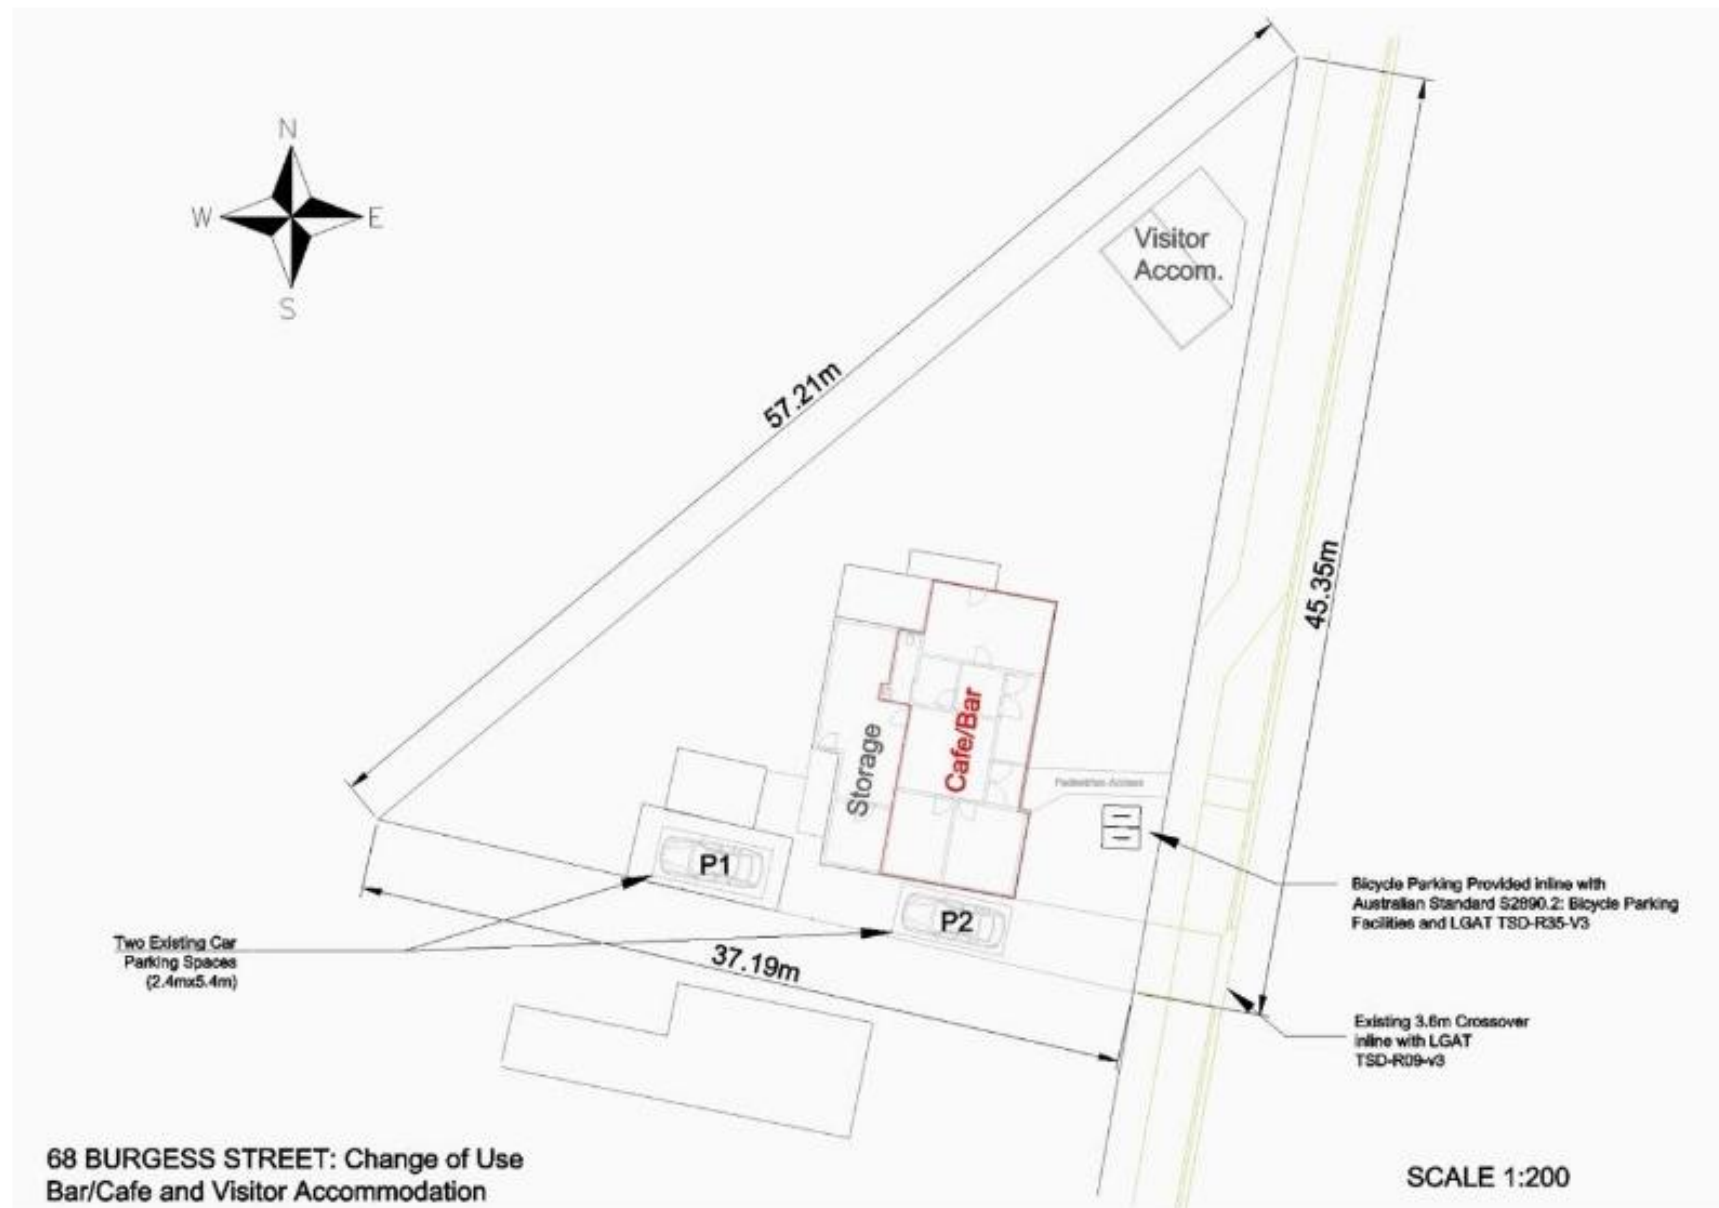 N
W
E
S
Visitor
Accom.
57.21m
45.35m
Storage
Cafe/Bar
Pedestrian Access
P1
P2
Bicycle Parking Provided inline with
Australian Standard S2890.2: Bicycle Parking
Facilities and LGAT TSD-R35-V3
Two Existing Car
Parking Spaces
(2.4mx5.4m)
37.19m
Existing 3.6m Crossover
inline with LGAT
TSD-R09-v3
68 BURGESS STREET: Change of Use
Bar/Cafe and Visitor Accommodation
SCALE 1:200